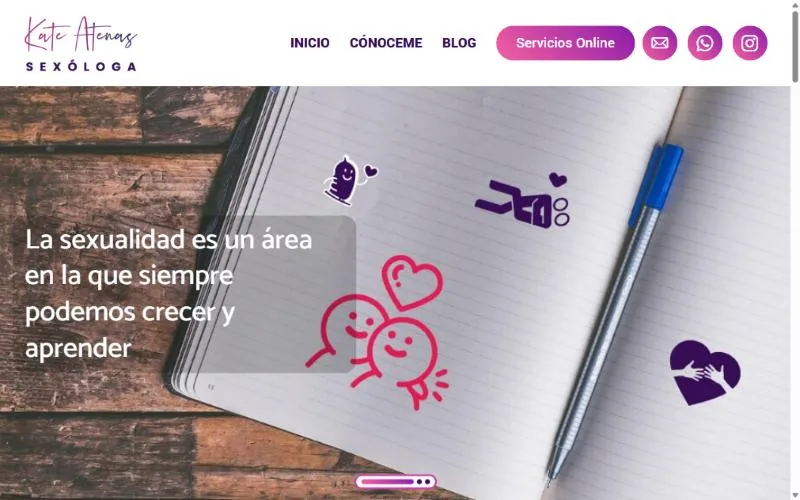 Kate Atenas
SEXÓLOGA
INICIO
CÓNOCEME
BLOG
Servicios Online
La sexualidad es un área
en la que siempre
podemos crecer y
aprender